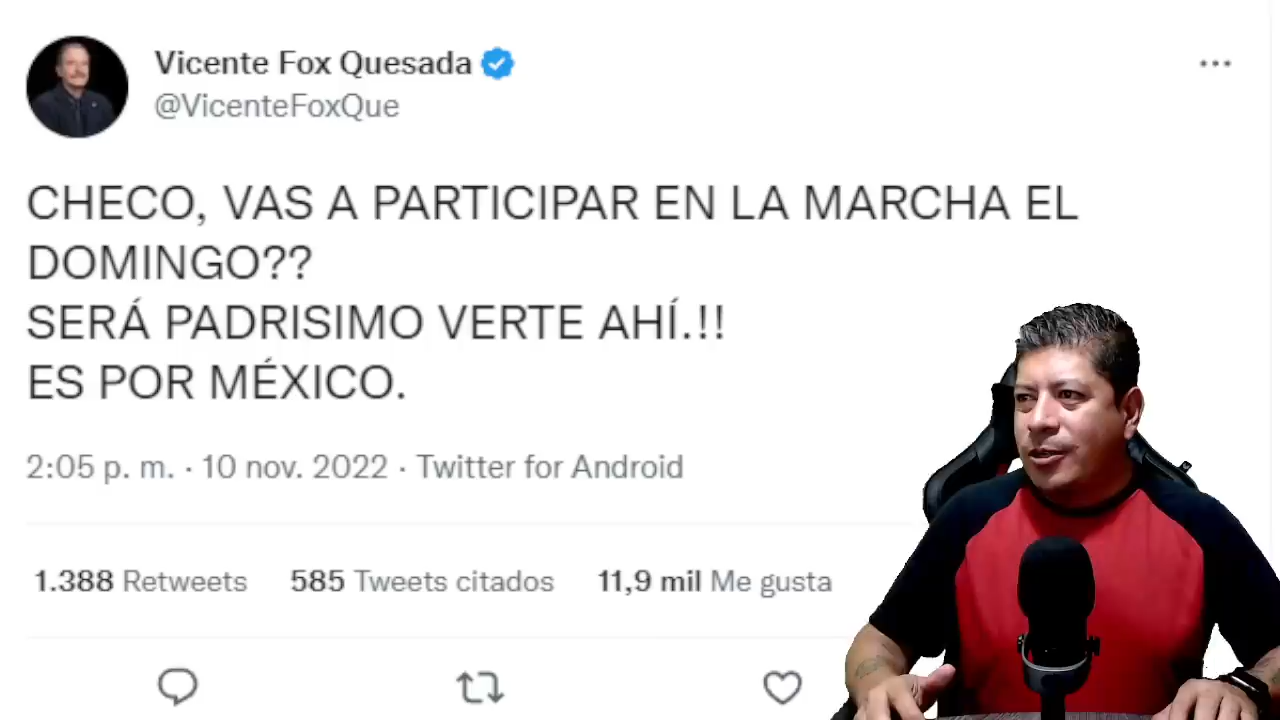 Vicente Fox Quesada
@VicenteFoxQue
CHECO, VAS A PARTICIPAR EN LA MARCHA EL
DOMINGO??
SERÁ PADRISIMO VERTE AHÍ.!!
ES POR MÉXICO.
2:05 p. m. · 10 nov. 2022 · Twitter for Android
1.388 Retweets 585 Tweets citados 11,9 mil Me gusta